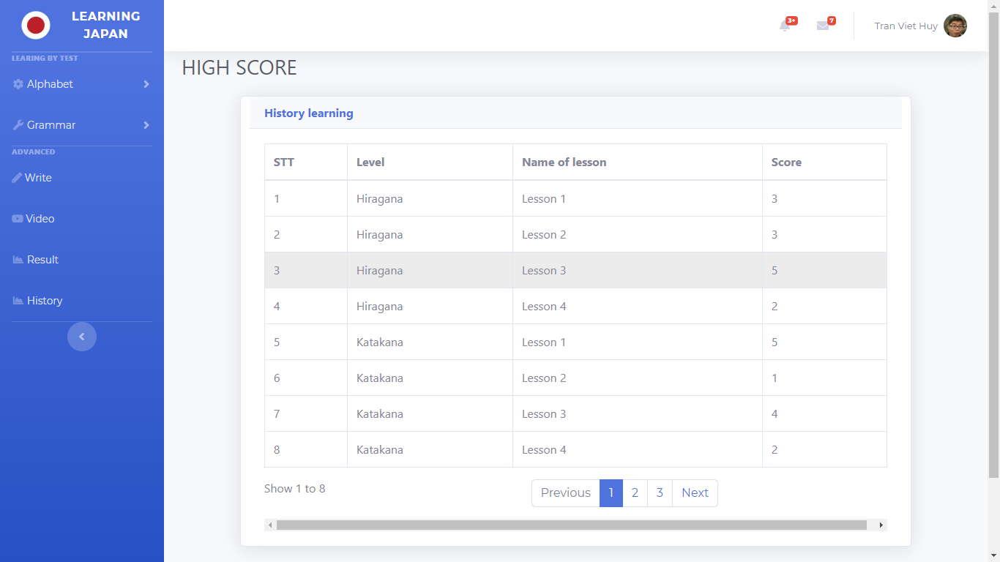 LEARNING
JAPAN
LEARING BY TEST
Alphabet
Grammar
ADVANCED
Write
Video
Result
History
3+
7
Tran Viet Huy
HIGH SCORE
History learning
STT Level Name of lesson Score
1 Hiragana Lesson 1 3
2 Hiragana Lesson 2 3
3 Hiragana Lesson 3 5
4 Hiragana Lesson 4 2
5 Katakana Lesson 1 5
6 Katakana Lesson 2 1
7 Katakana Lesson 3 4
8 Katakana Lesson 4 2
Show 1 to 8
Previous 1 2 3 Next